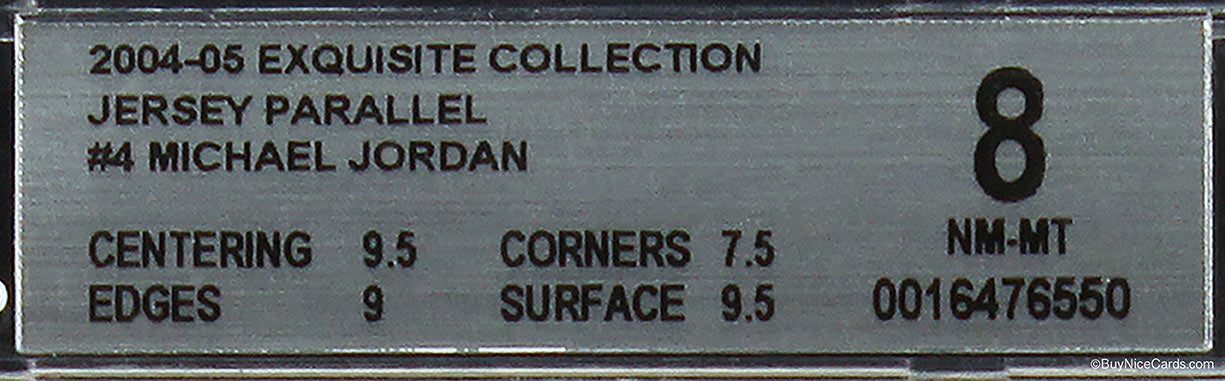 2004-05 EXQUISITE COLLECTION
JERSEY PARALLEL
#4 MICHAEL JORDAN
8
NM-MT
CENTERING 9.5 CORNERS 7.5
EDGES 9 SURFACE 9.5
0016476550
©BuyNiceCards.com